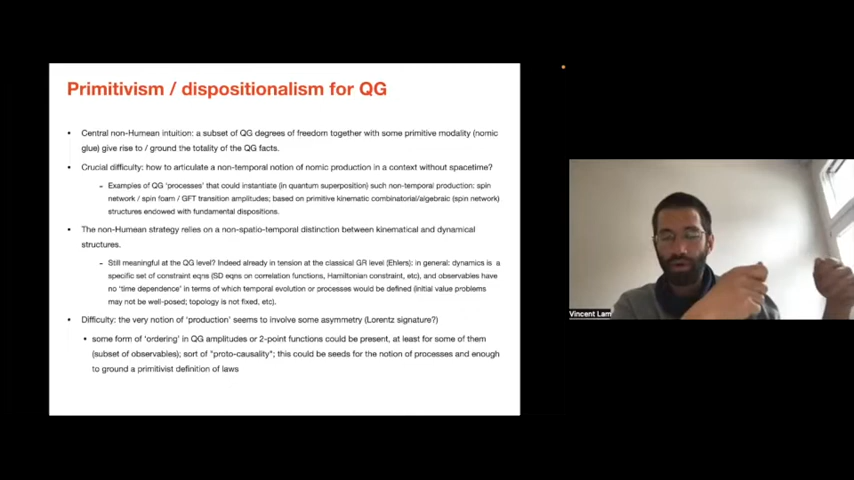 Primitivism / dispositionalism for QG
• Central non-Humean intuition: a subset of QG degrees of freedom together with some primitive modality (nomic
glue) give rise to / ground the totality of the QG facts.
• Crucial difficulty: how to articulate a non-temporal notion of nomic production in a context without spacetime?
- Examples of QG 'processes' that could instantiate (in quantum superposition) such non-temporal production: spin
network / spin foam / GFT transition amplitudes; based on primitive kinematic combinatorial/algebraic (spin network)
structures endowed with fundamental dispositions.
• The non-Humean strategy relies on a non-spatio-temporal distinction between kinematical and dynamical
structures.
- Still meaningful at the QG level? Indeed already in tension at the classical GR level (Ehlers): in general: dynamics is a
specific set of constraint eqns (SD eqns on correlation functions, Hamiltonian constraint, etc), and observables have
no 'time dependence' in terms of which temporal evolution or processes would be defined (initial value problems
may not be well-posed; topology is not fixed, etc).
• Difficulty: the very notion of 'production' seems to involve some asymmetry (Lorentz signature?)
• some form of 'ordering' in QG amplitudes or 2-point functions could be present, at least for some of them
(subset of observables); sort of "proto-causality"; this could be seeds for the notion of processes and enough
to ground a primitivist definition of laws
Vincent Lam